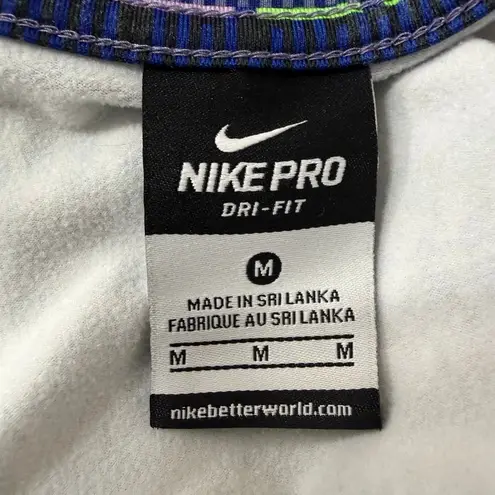 NIKE PRO
DRI-FIT
M
MADE IN SRI LANKA
FABRIQUE AU SRI LANKA
M M M
nikebetterworld.com